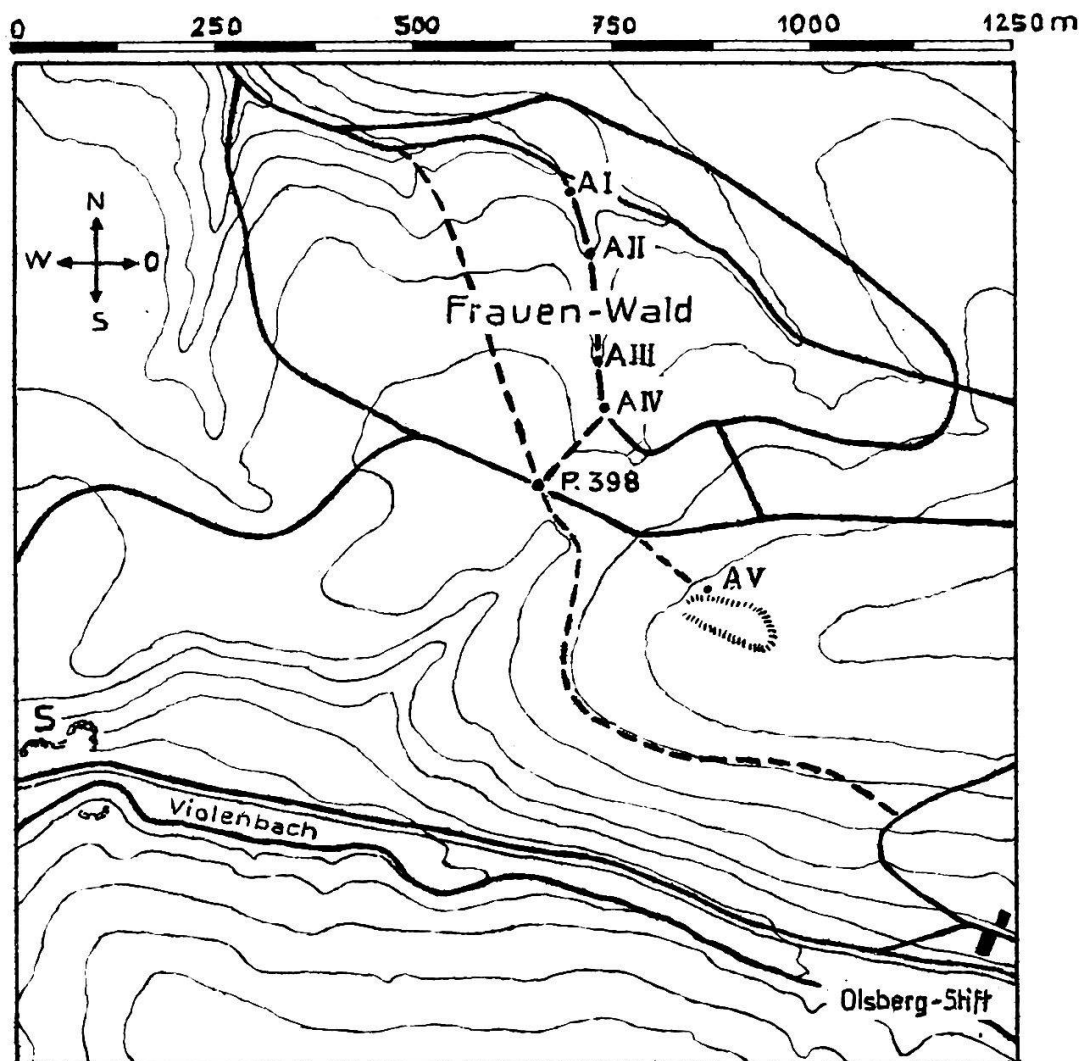 0 250 500 750 1000 1250 m
A I
N
W O
S
A II
Frauen-Wald
A III
A IV
P. 398
A V
S
Violenbach
Olsberg-Stift